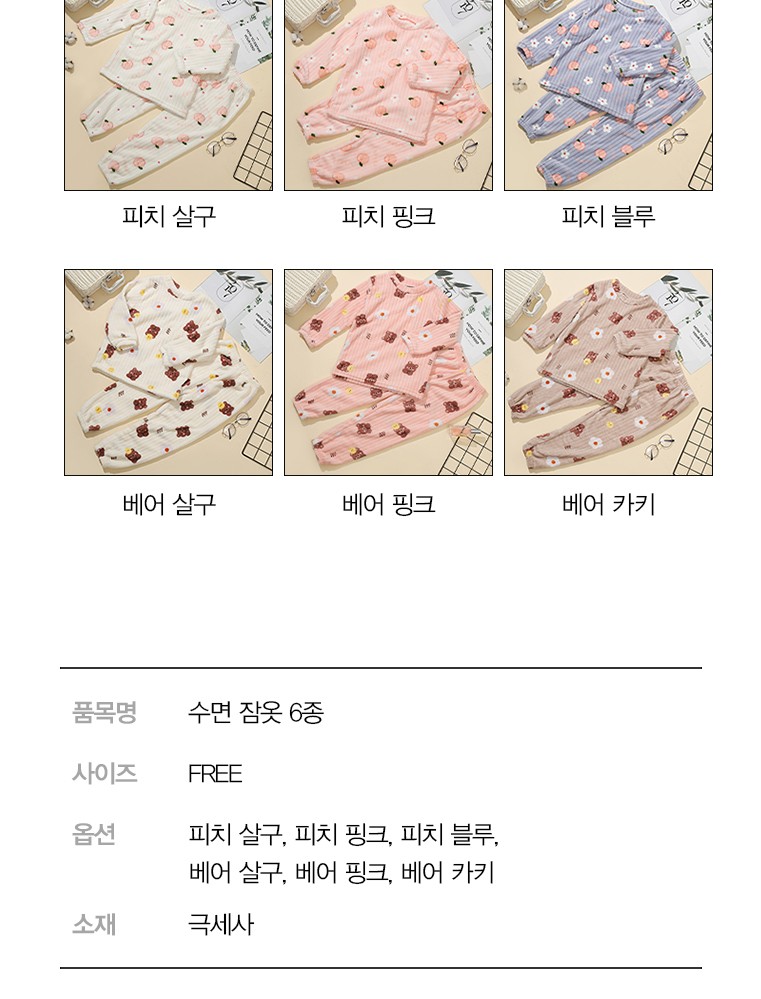 피치 살구
피치 핑크
피치 블루
베어 살구
베어 핑크
베어 카키
품목명 수면 잠옷 6종
사이즈 FREE
옵션 피치 살구, 피치 핑크, 피치 블루,
베어 살구, 베어 핑크, 베어 카키
소재 극세사